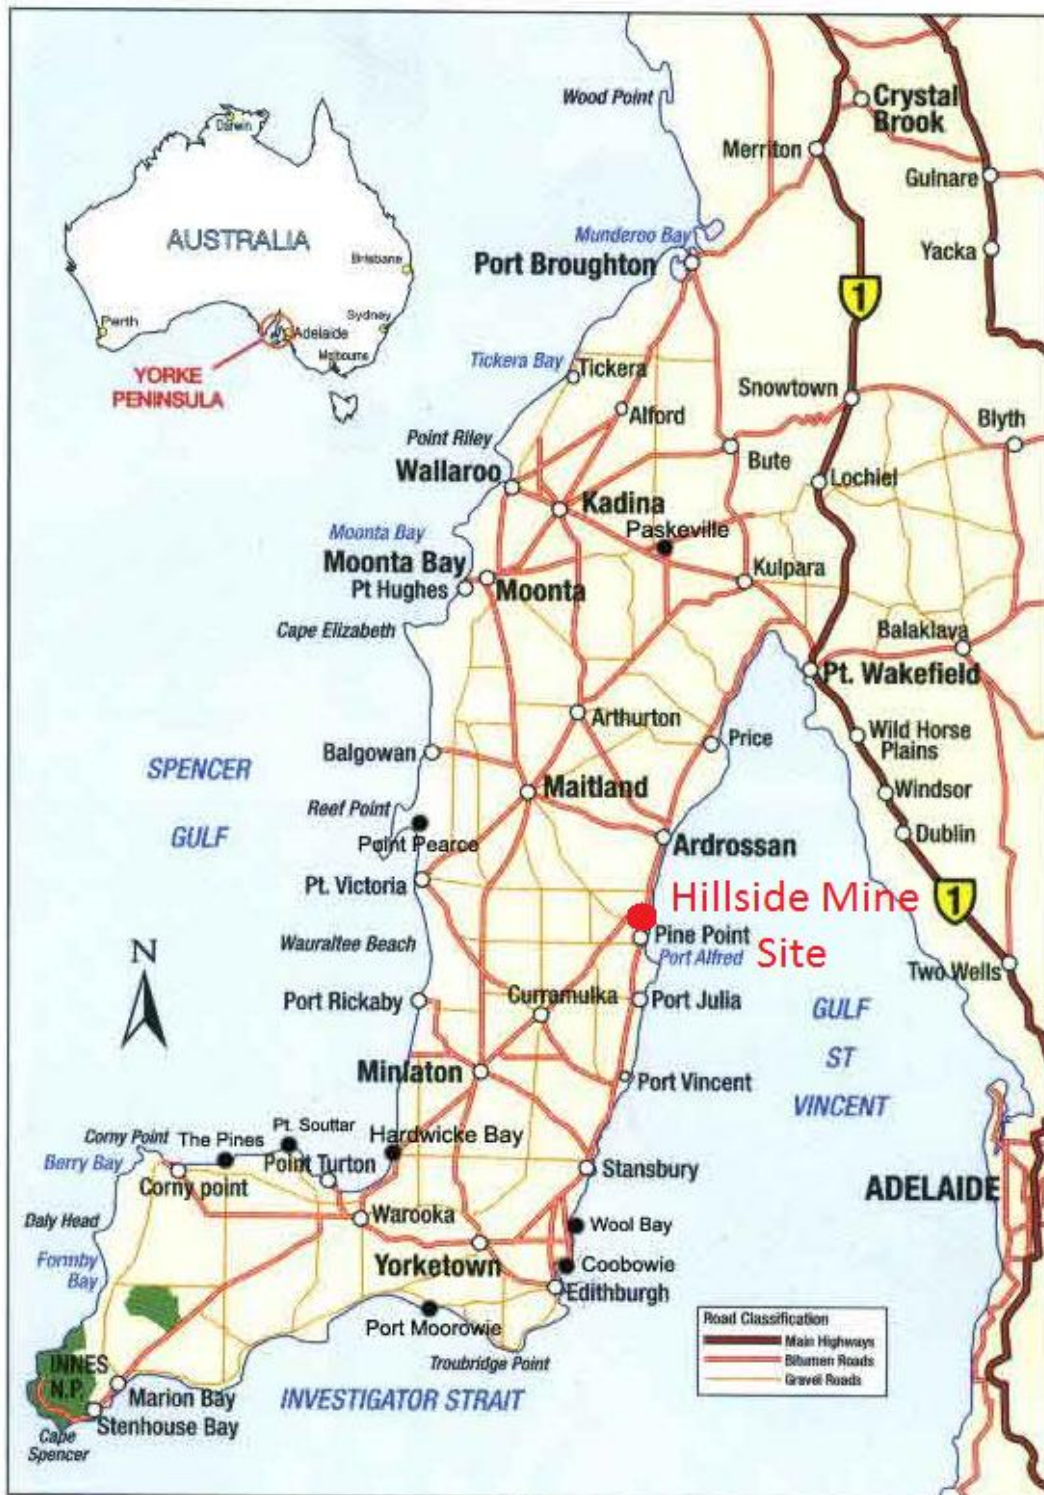 Wood Point
Crystal
Brook
Merriton
Gulnare
Darwin
AUSTRALIA
Brisbane
Perth
Sydney
Adelaide
Melbourne
YORKE
PENINSULA
Munderoo Bay
Port Broughton
Yacka
1
Tickera Bay
Tickera
Snowtown
Alford
Blyth
Point Riley
Bute
Wallaroo
Lochiel
Kadina
Paskeville
Moonta Bay
Moonta Bay
Kulpara
Pt Hughes
Moonta
Cape Elizabeth
Balaklava
Pt. Wakefield
Arthurton
Wild Horse
Plains
Price
Balgowan
SPENCER
GULF
Maitland
Windsor
Reef Point
Dublin
Point Pearce
Ardrossan
Pt. Victoria
Hillside Mine
Site
1
Pine Point
Port Alfred
Wauraltee Beach
N
Two Wells
Port Rickaby
Curramulka
Port Julia
GULF
ST
VINCENT
Minlaton
Port Vincent
Pt. Souttar
Corny Point
The Pines
Hardwicke Bay
Berry Bay
Point Turton
Corny point
Stansbury
ADELAIDE
Daly Head
Warooka
Wool Bay
Formby
Bay
Yorketown
Coobowie
Edithburgh
Port Moorowie
Road Classification
Main Highways
Bitumen Roads
Gravel Roads
Troubridge Point
INNES
N.P.
Marion Bay
INVESTIGATOR STRAIT
Stenhouse Bay
Cape
Spencer